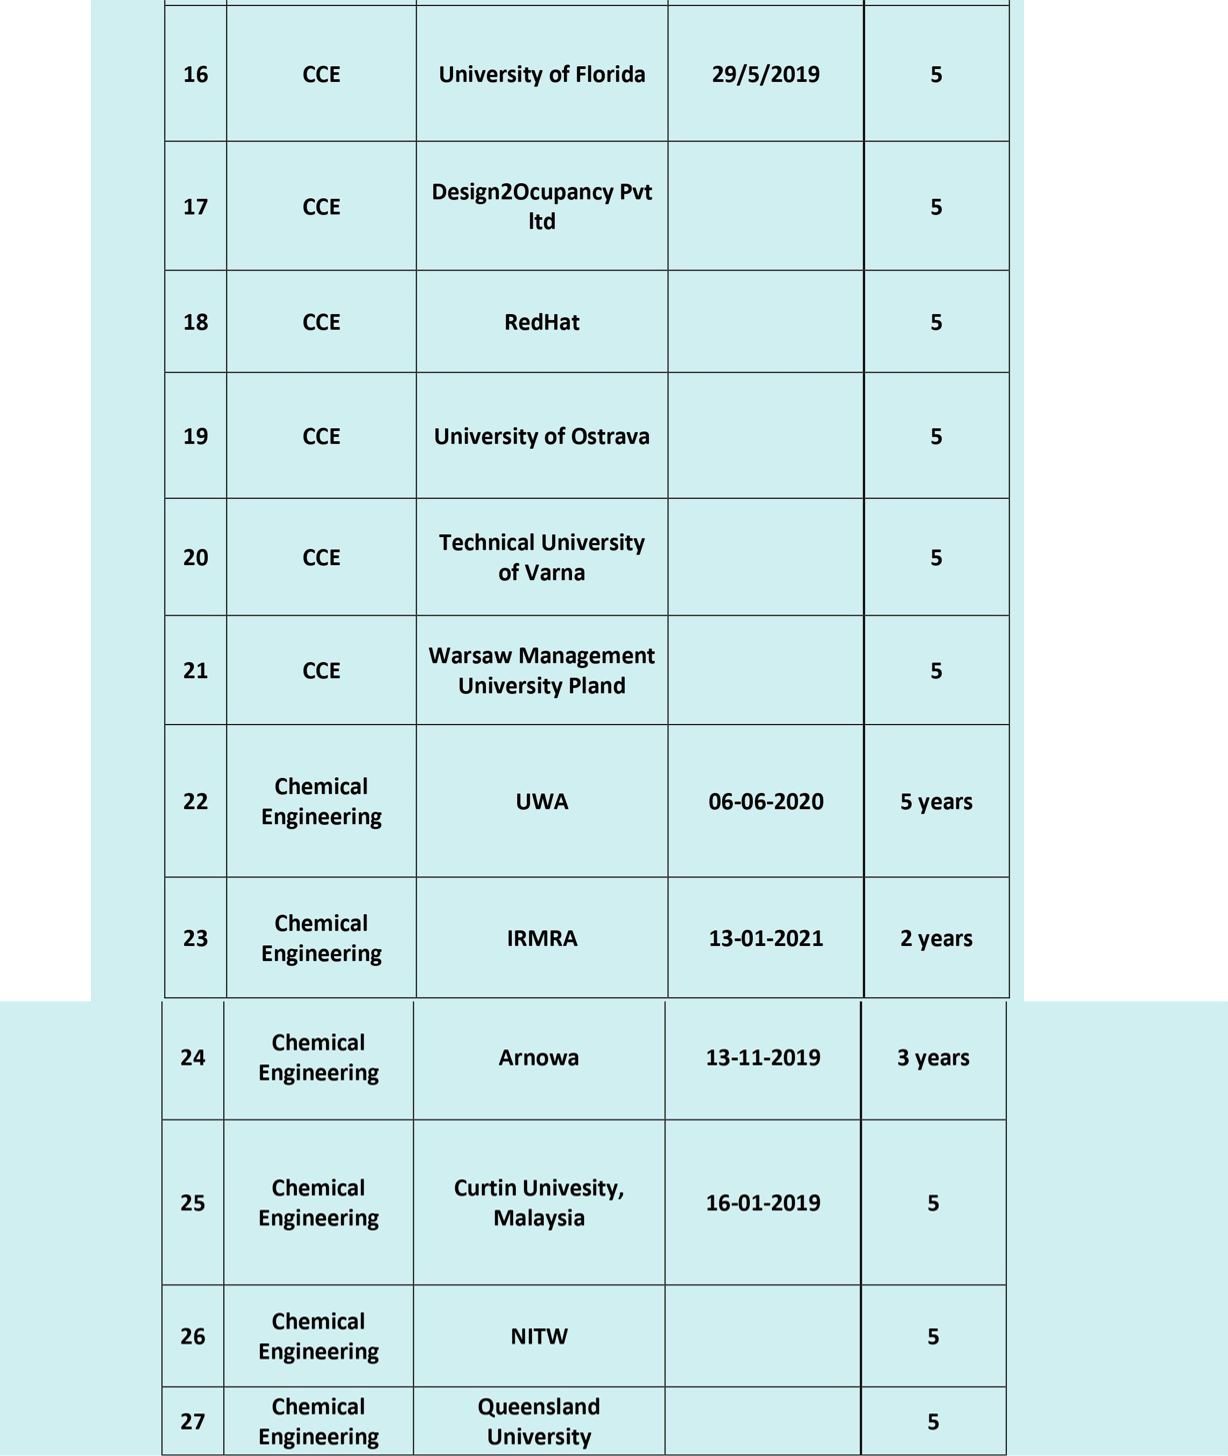 16 CCE University of Florida 29/5/2019 5
17 CCE Design2Ocupancy Pvt ltd 5
18 CCE RedHat 5
19 CCE University of Ostrava 5
20 CCE Technical University of Varna 5
21 CCE Warsaw Management University Pland 5
22 Chemical Engineering UWA 06-06-2020 5 years
23 Chemical Engineering IRMRA 13-01-2021 2 years
24 Chemical Engineering Arnowa 13-11-2019 3 years
25 Chemical Engineering Curtin Univesity, Malaysia 16-01-2019 5
26 Chemical Engineering NITW 5
27 Chemical Engineering Queensland University 5